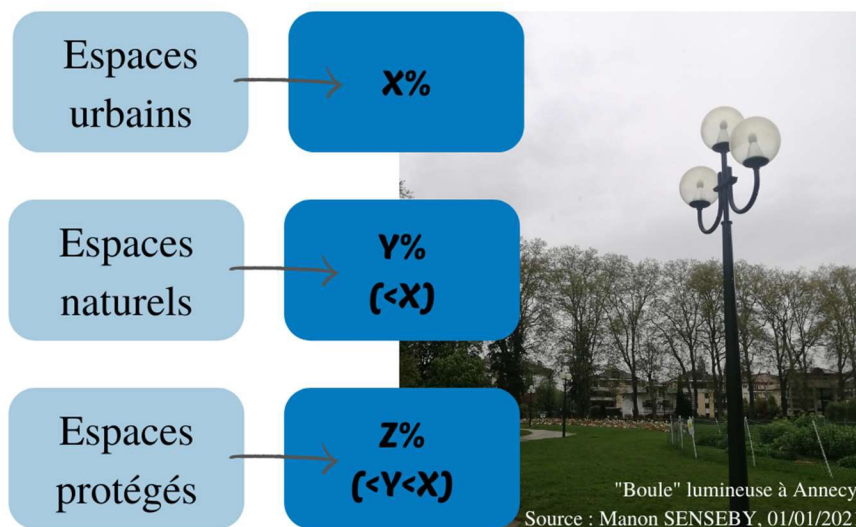 Espaces
urbains
X%
Espaces
naturels
Y%
(<X)
Espaces
protégés
Z%
(<Y<X)
"Boule" lumineuse à Annecy
Source : Manon SENSEBY, 01/01/202